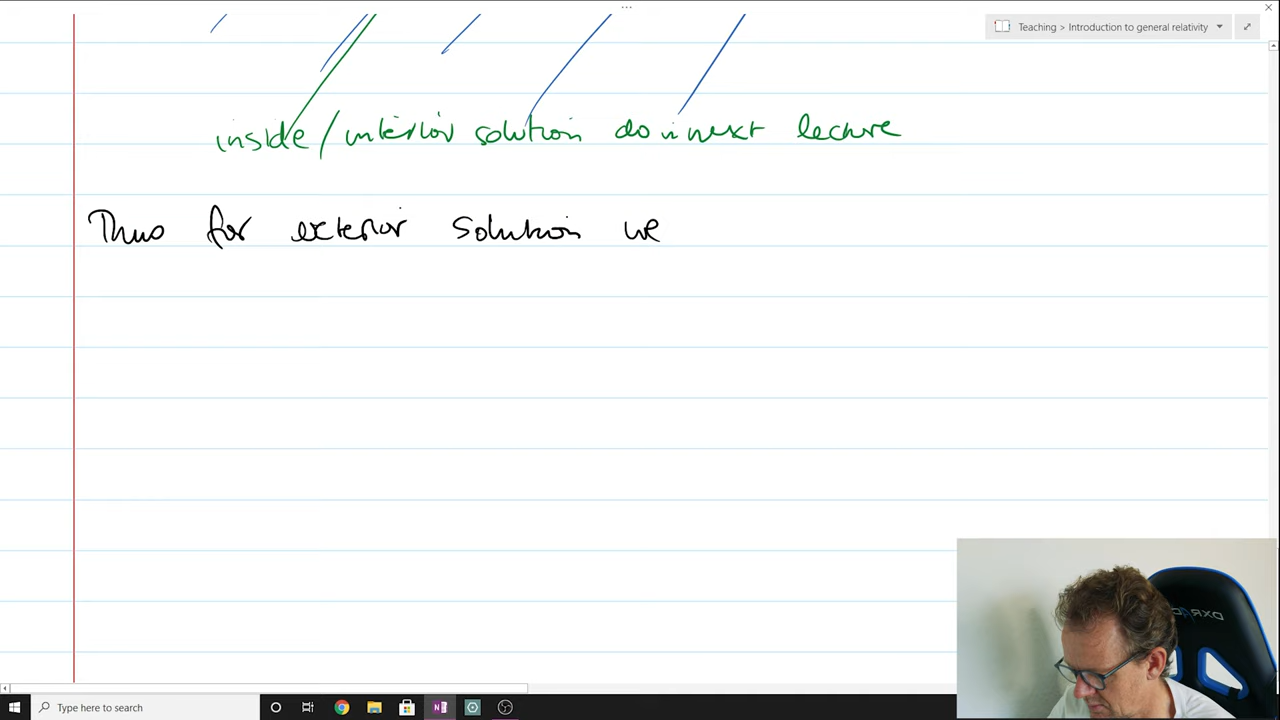 Teaching > Introduction to general relativity
inside/interior solution do in next lecture
Thus for exterior solution we
DXRACER
Type here to search